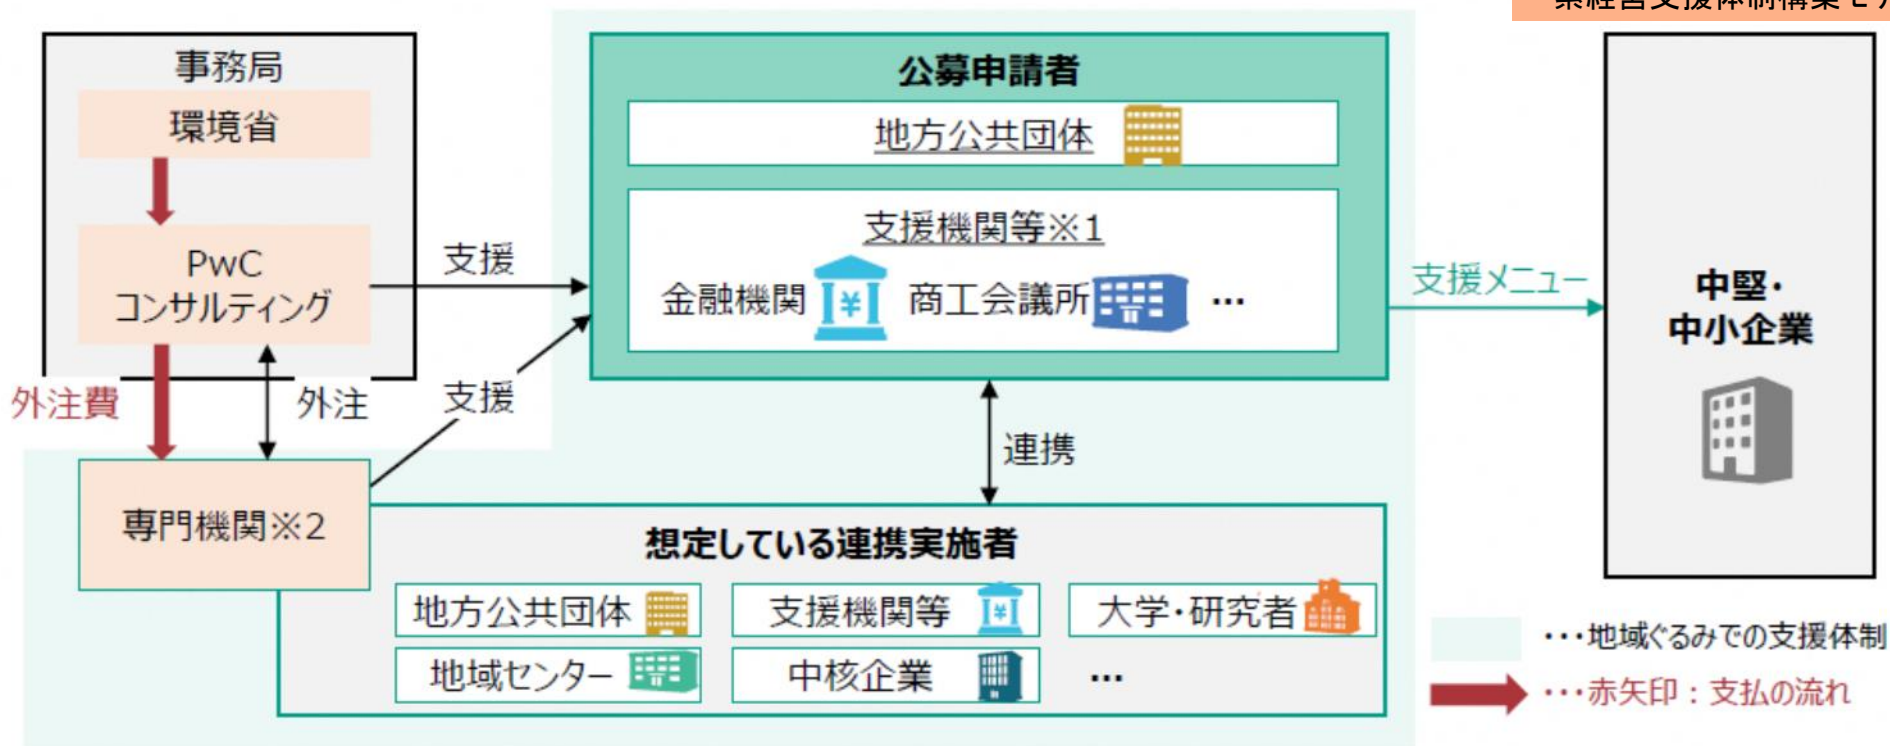 事務局
環境省
PwC
コンサルティング
外注費
外注
支援
支援
専門機関※2
公募申請者
地方公共団体
支援機関等※1
金融機関
¥
商工会議所
…
連携
想定している連携実施者
地方公共団体
支援機関等
¥
大学・研究者
地域センター
中核企業
…
支援メニュー
中堅・
中小企業
・・・地域ぐるみでの支援体制
・・・赤矢印：支払の流れ